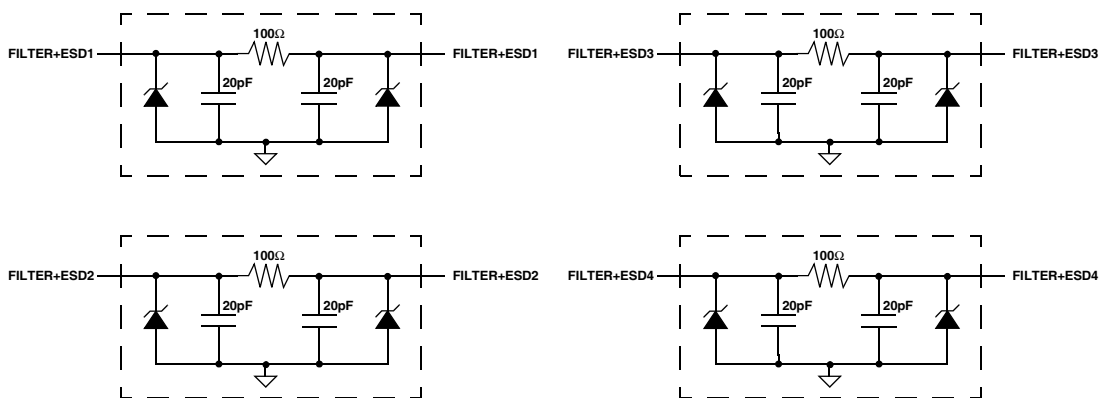 100Ω
FILTER+ESD1
FILTER+ESD1
20pF
20pF
100Ω
FILTER+ESD3
FILTER+ESD3
20pF
20pF
100Ω
FILTER+ESD2
FILTER+ESD2
20pF
20pF
100Ω
FILTER+ESD4
FILTER+ESD4
20pF
20pF